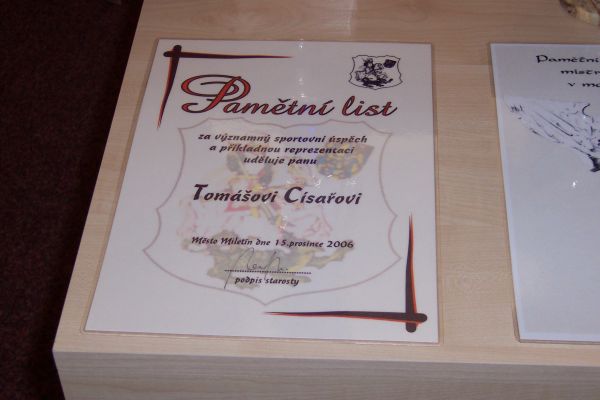 Pamětní list
za významný sportovní úspěch
a příkladnou reprezentaci
uděluje panu
Tomášovi Císařovi
Město Miletín dne 15.prosince 2006
podpis starosty
Pamětní
mistr
v mo